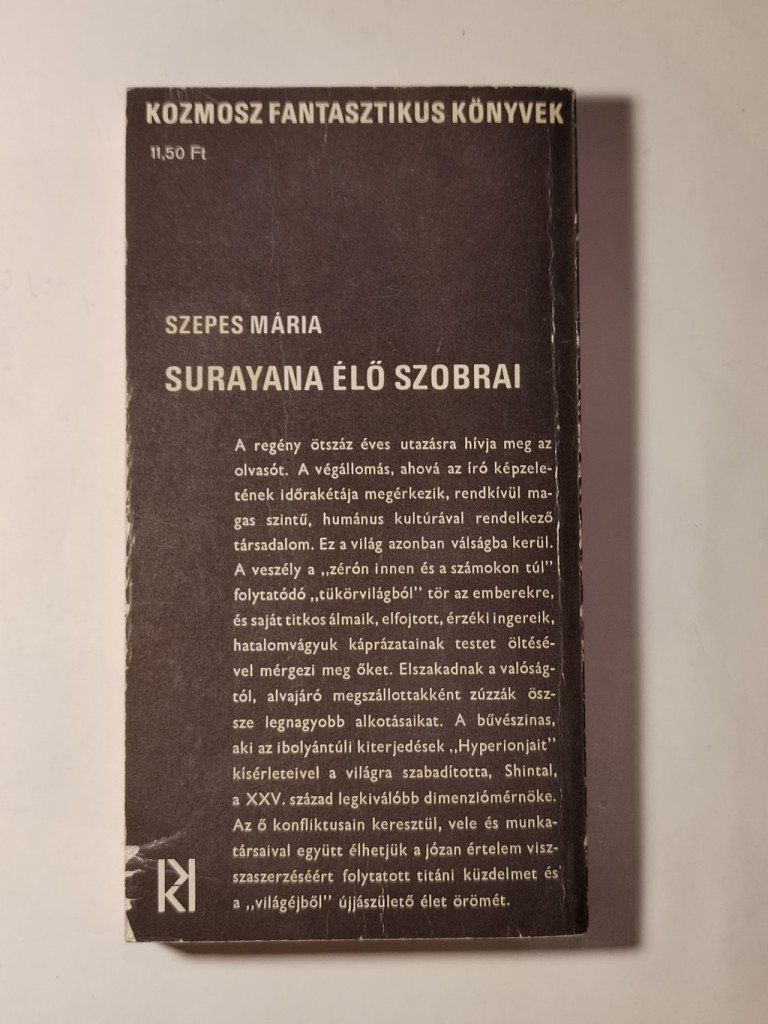 KOZMOSZ FANTASZTIKUS KÖNYVEK
11,50 Ft
SZEPES MÁRIA
SURAYANA ÉLŐ SZOBRAI
A regény ötszáz éves utazásra hívja meg az
olvasót. A végállomás, ahová az író képzele-
tének időrakétája megérkezik, rendkívül ma-
gas szintű, humánus kultúrával rendelkező
társadalom. Ez a világ azonban válságba kerül.
A veszély a „zérón innen és a számokon túl”
folytatódó „tükörvilágból” tör az emberekre,
és saját titkos álmaik, elfojtott, érzéki ingereik,
hatalomvágyuk káprázatainak testet öltésé-
vel mérgezi meg őket. Elszakadnak a valóság-
tól, alvajáró megszállottakként zúzzák ösz-
sze legnagyobb alkotásaikat. A bűvészinas,
aki az ibolyántúli kiterjedések „Hyperionjait”
kísérleteivel a világra szabadította, Shintal,
a XXV. század legkiválóbb dimenziómérnöke.
Az ő konfliktusain keresztül, vele és munka-
társaival együtt élhetjük a józan értelem visz-
szaszerzéséért folytatott titáni küzdelmet és
a „világéjből” újjászülető élet örömét.